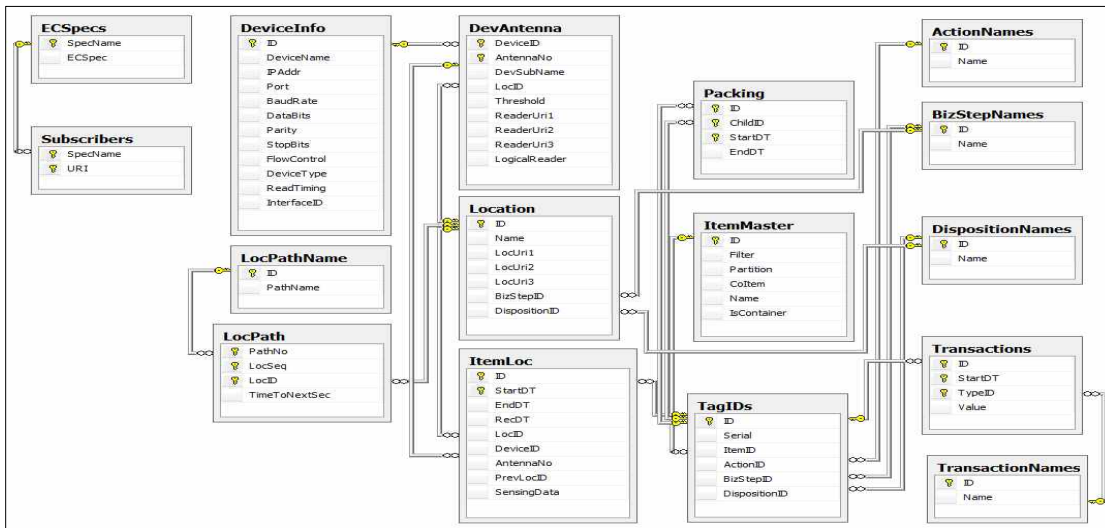 ECSpecs
SpecName
ECSpec
Subscribers
SpecName
URI
DeviceInfo
ID
DeviceName
IPAddr
Port
BaudRate
DataBits
Parity
StopBits
FlowControl
DeviceType
ReadTiming
InterfaceID
LocPathName
ID
PathName
LocPath
PathNo
LocSeq
LocID
TimeToNextSec
DevAntenna
DeviceID
AntennaNo
DevSubName
LocID
Threshold
ReaderUri1
ReaderUri2
ReaderUri3
LogicalReader
Location
ID
Name
LocUri1
LocUri2
LocUri3
BizStepID
DispositionID
ItemLoc
ID
StartDT
EndDT
RecDT
LocID
DeviceID
AntennaNo
PrevLocID
SensingData
Packing
ID
ChildID
StartDT
EndDT
ItemMaster
ID
Filter
Partition
CoItem
Name
IsContainer
TagIDs
ID
Serial
ItemID
ActionID
BizStepID
DispositionID
ActionNames
ID
Name
BizStepNames
ID
Name
DispositionNames
ID
Name
Transactions
ID
StartDT
TypeID
Value
TransactionNames
ID
Name